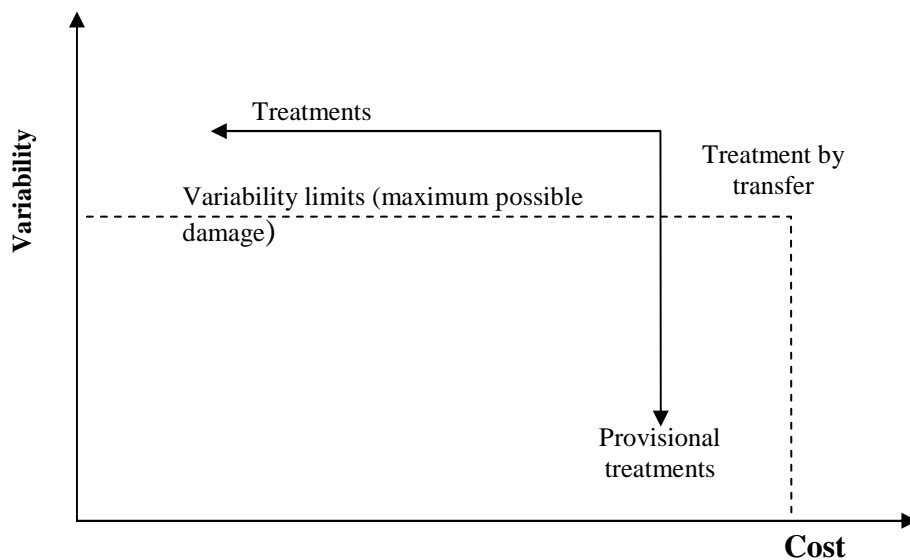 Treatments
Variability
Treatment by
transfer
Variability limits (maximum possible
damage)
Provisional
treatments
Cost